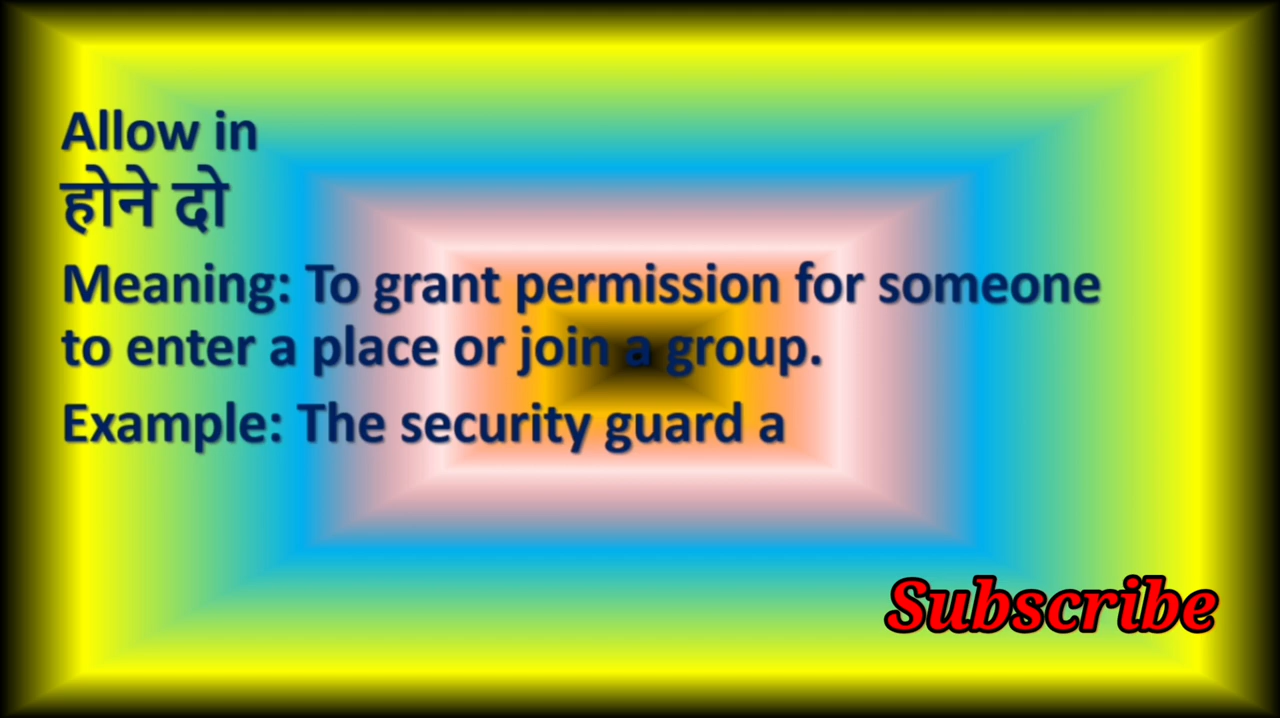 Allow in
होने दो
Meaning: To grant permission for someone
to enter a place or join a group.
Example: The security guard a
Subscribe